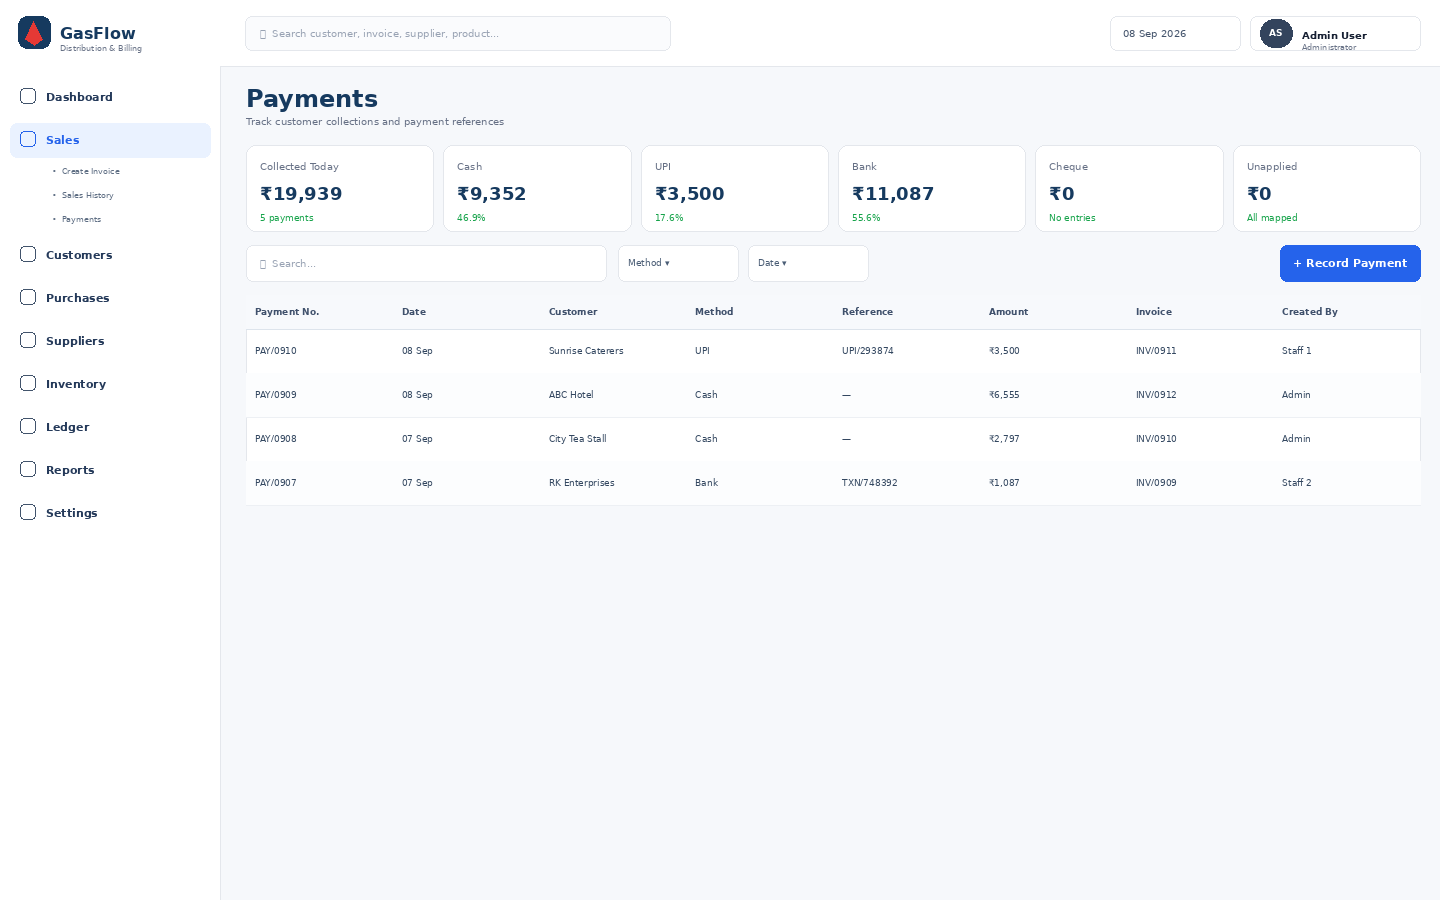 GasFlow
Distribution & Billing
Search customer, invoice, supplier, product...
08 Sep 2026
AS
Admin User
Administrator
Dashboard
Sales
• Create Invoice
• Sales History
• Payments
Customers
Purchases
Suppliers
Inventory
Ledger
Reports
Settings
Payments
Track customer collections and payment references
Collected Today
₹19,939
5 payments
Cash
₹9,352
46.9%
UPI
₹3,500
17.6%
Bank
₹11,087
55.6%
Cheque
₹0
No entries
Unapplied
₹0
All mapped
Search...
Method ▾
Date ▾
+ Record Payment
Payment No. Date Customer Method Reference Amount Invoice Created By
PAY/0910 08 Sep Sunrise Caterers UPI UPI/293874 ₹3,500 INV/0911 Staff 1
PAY/0909 08 Sep ABC Hotel Cash — ₹6,555 INV/0912 Admin
PAY/0908 07 Sep City Tea Stall Cash — ₹2,797 INV/0910 Admin
PAY/0907 07 Sep RK Enterprises Bank TXN/748392 ₹1,087 INV/0909 Staff 2